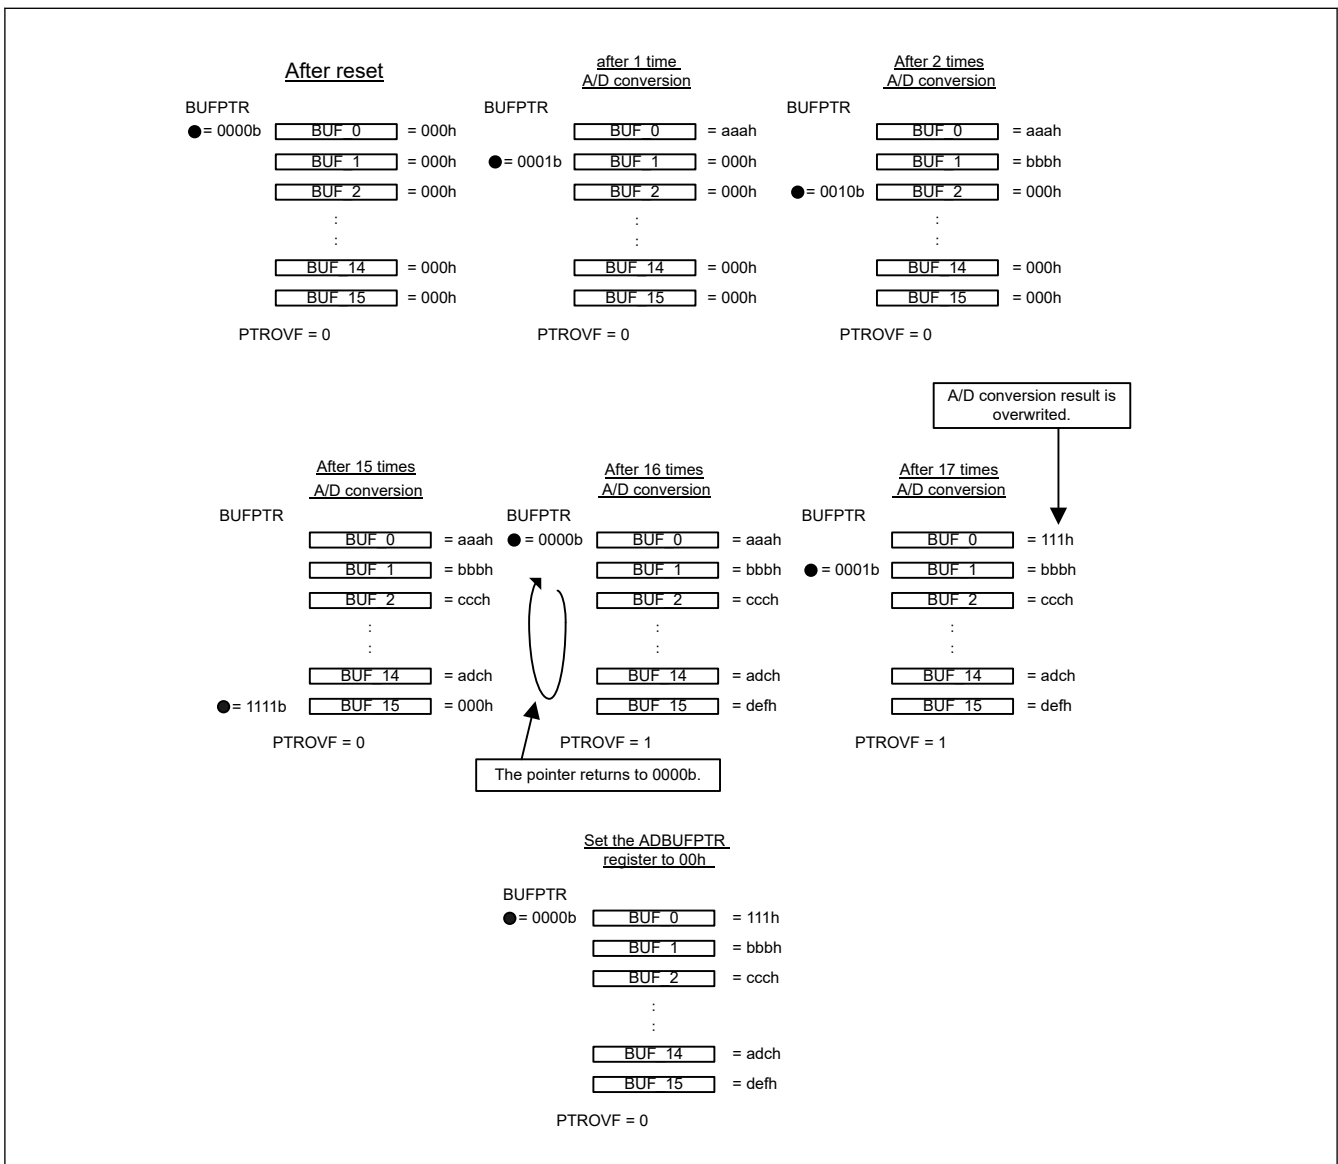 After reset
BUFPTR
= 0000b BUF_0 = 000h
BUF_1 = 000h
BUF_2 = 000h
:
:
BUF_14 = 000h
BUF_15 = 000h
PTROVF = 0
after 1 time
A/D conversion
BUFPTR
BUF_0 = aaah
= 0001b BUF_1 = 000h
BUF_2 = 000h
:
:
BUF_14 = 000h
BUF_15 = 000h
PTROVF = 0
After 2 times
A/D conversion
BUFPTR
BUF_0 = aaah
BUF_1 = bbbh
= 0010b BUF_2 = 000h
:
:
BUF_14 = 000h
BUF_15 = 000h
PTROVF = 0
A/D conversion result is
overwrited.
After 15 times
A/D conversion
BUFPTR
BUF_0 = aaah
BUF_1 = bbbh
BUF_2 = ccch
:
:
BUF_14 = adch
= 1111b BUF_15 = 000h
PTROVF = 0
After 16 times
A/D conversion
BUFPTR
= 0000b BUF_0 = aaah
BUF_1 = bbbh
BUF_2 = ccch
:
:
BUF_14 = adch
BUF_15 = defh
PTROVF = 1
The pointer returns to 0000b.
After 17 times
A/D conversion
BUFPTR
BUF_0 = 111h
= 0001b BUF_1 = bbbh
BUF_2 = ccch
:
:
BUF_14 = adch
BUF_15 = defh
PTROVF = 1
Set the ADBUFPTR
register to 00h
BUFPTR
= 0000b BUF_0 = 111h
BUF_1 = bbbh
BUF_2 = ccch
:
:
BUF_14 = adch
BUF_15 = defh
PTROVF = 0